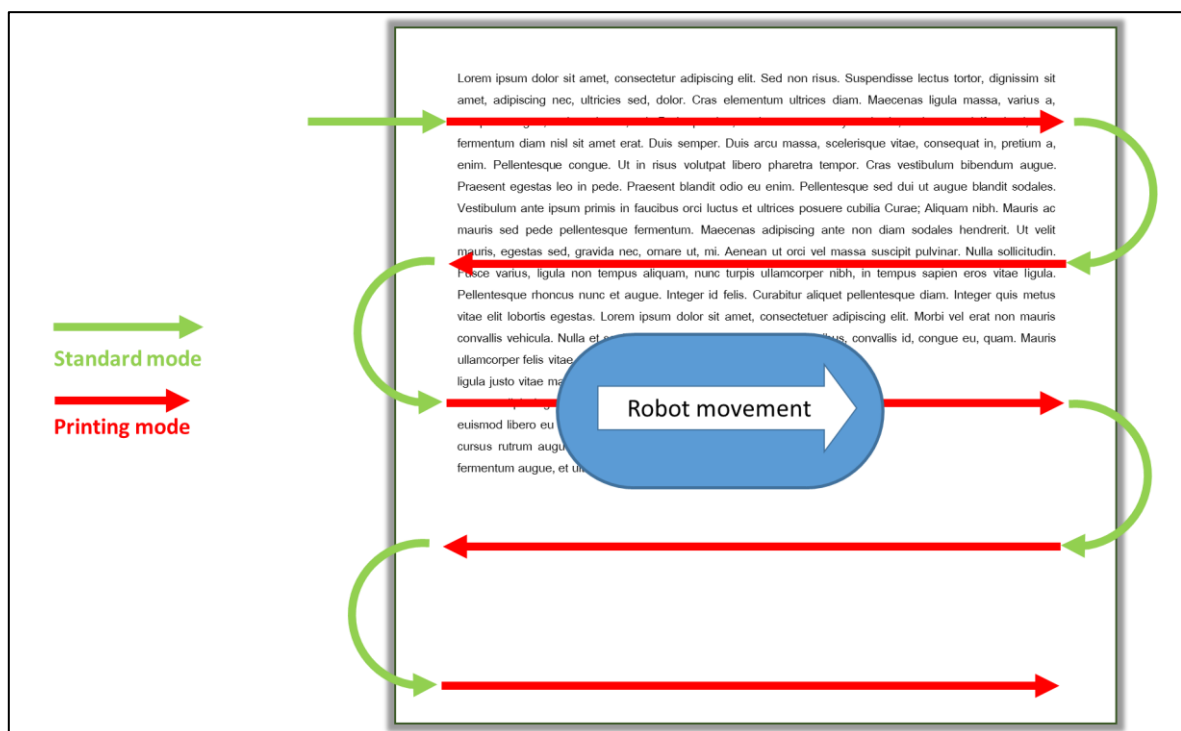 Lorem ipsum dolor sit amet, consectetur adipiscing elit. Sed non risus. Suspendisse lectus tortor, dignissim sit
amet, adipiscing nec, ultricies sed, dolor. Cras elementum ultrices diam. Maecenas ligula massa, varius a,
fermentum diam nisl sit amet erat. Duis semper. Duis arcu massa, scelerisque vitae, consequat in, pretium a,
enim. Pellentesque congue. Ut in risus volutpat libero pharetra tempor. Cras vestibulum bibendum augue.
Praesent egestas leo in pede. Praesent blandit odio eu enim. Pellentesque sed dui ut augue blandit sodales.
Vestibulum ante ipsum primis in faucibus orci luctus et ultrices posuere cubilia Curae; Aliquam nibh. Mauris ac
mauris sed pede pellentesque fermentum. Maecenas adipiscing ante non diam sodales hendrerit. Ut velit
mauris, egestas sed, gravida nec, ornare ut, mi. Aenean ut orci vel massa suscipit pulvinar. Nulla sollicitudin.
Fusce varius, ligula non tempus aliquam, nunc turpis ullamcorper nibh, in tempus sapien eros vitae ligula.
Pellentesque rhoncus nunc et augue. Integer id felis. Curabitur aliquet pellentesque diam. Integer quis metus
vitae elit lobortis egestas. Lorem ipsum dolor sit amet, consectetuer adipiscing elit. Morbi vel erat non mauris
convallis vehicula. Nulla et convallis id, congue eu, quam. Mauris
ullamcorper felis vitae
ligula justo vitae
euismod libero eu
cursus rutrum
fermentum augue, et
Robot movement
Standard mode
Printing mode